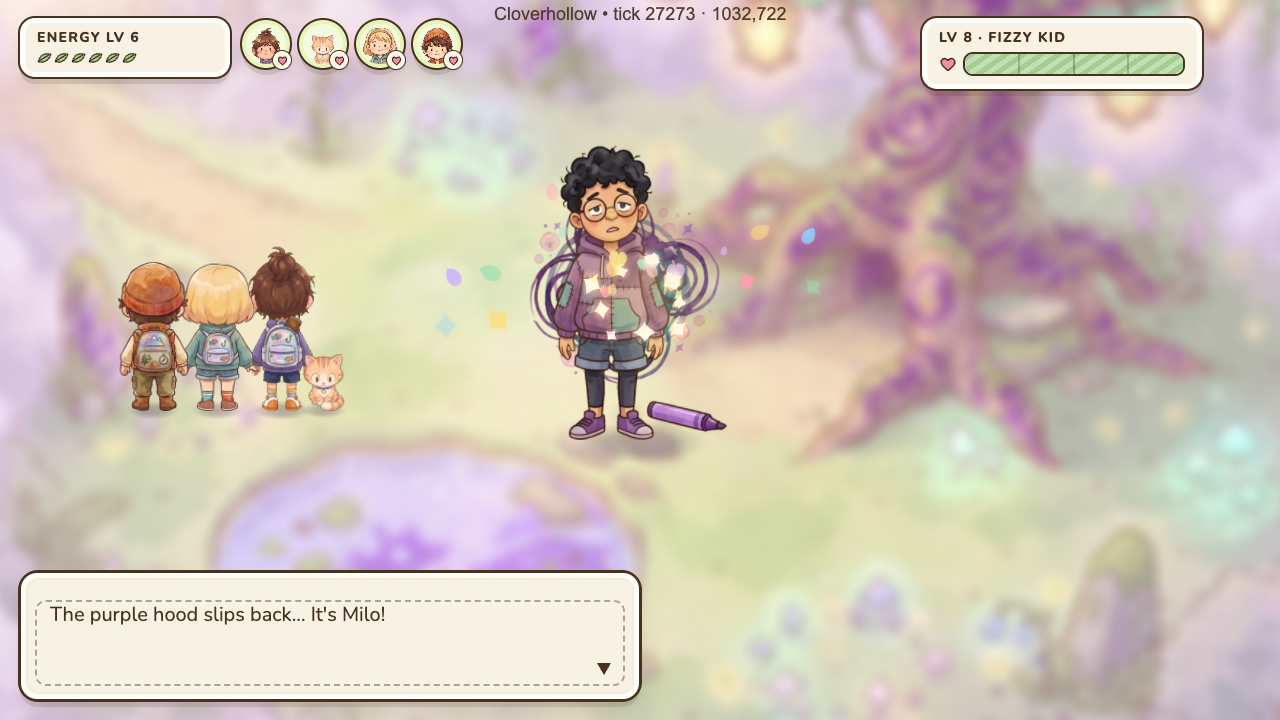 Cloverhollow • tick 27273 · 1032,722
ENERGY LV 6
LV 8 · FIZZY KID
The purple hood slips back... It's Milo!